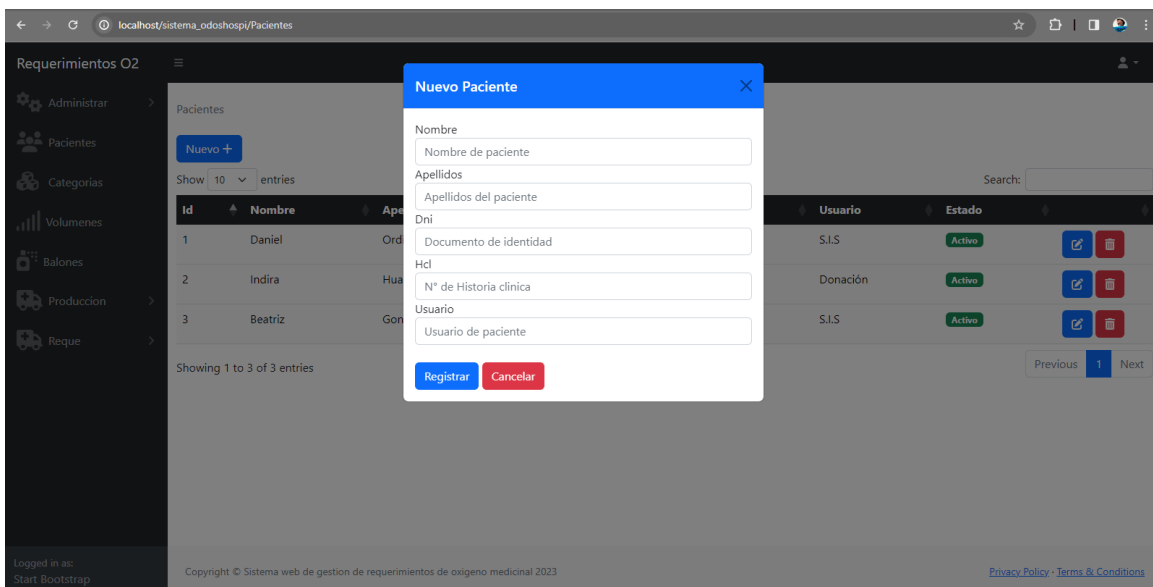 localhost/sistema_odoshospi/Pacientes
Requerimientos O2
Administrar
Pacientes
Categorias
Volumenes
Balones
Produccion
Reque
Logged in as:
Start Bootstrap
Pacientes
Nuevo +
Show 10 entries
Search:
Id Nombre Ape Usuario Estado
1 Daniel Ord S.I.S Activo
2 Indira Hua Donación Activo
3 Beatriz Gon S.I.S Activo
Showing 1 to 3 of 3 entries
Previous 1 Next
Nuevo Paciente
Nombre
Nombre de paciente
Apellidos
Apellidos del paciente
Dni
Documento de identidad
Hcl
N° de Historia clinica
Usuario
Usuario de paciente
Registrar Cancelar
Copyright © Sistema web de gestion de requerimientos de oxigeno medicinal 2023
Privacy Policy · Terms & Conditions